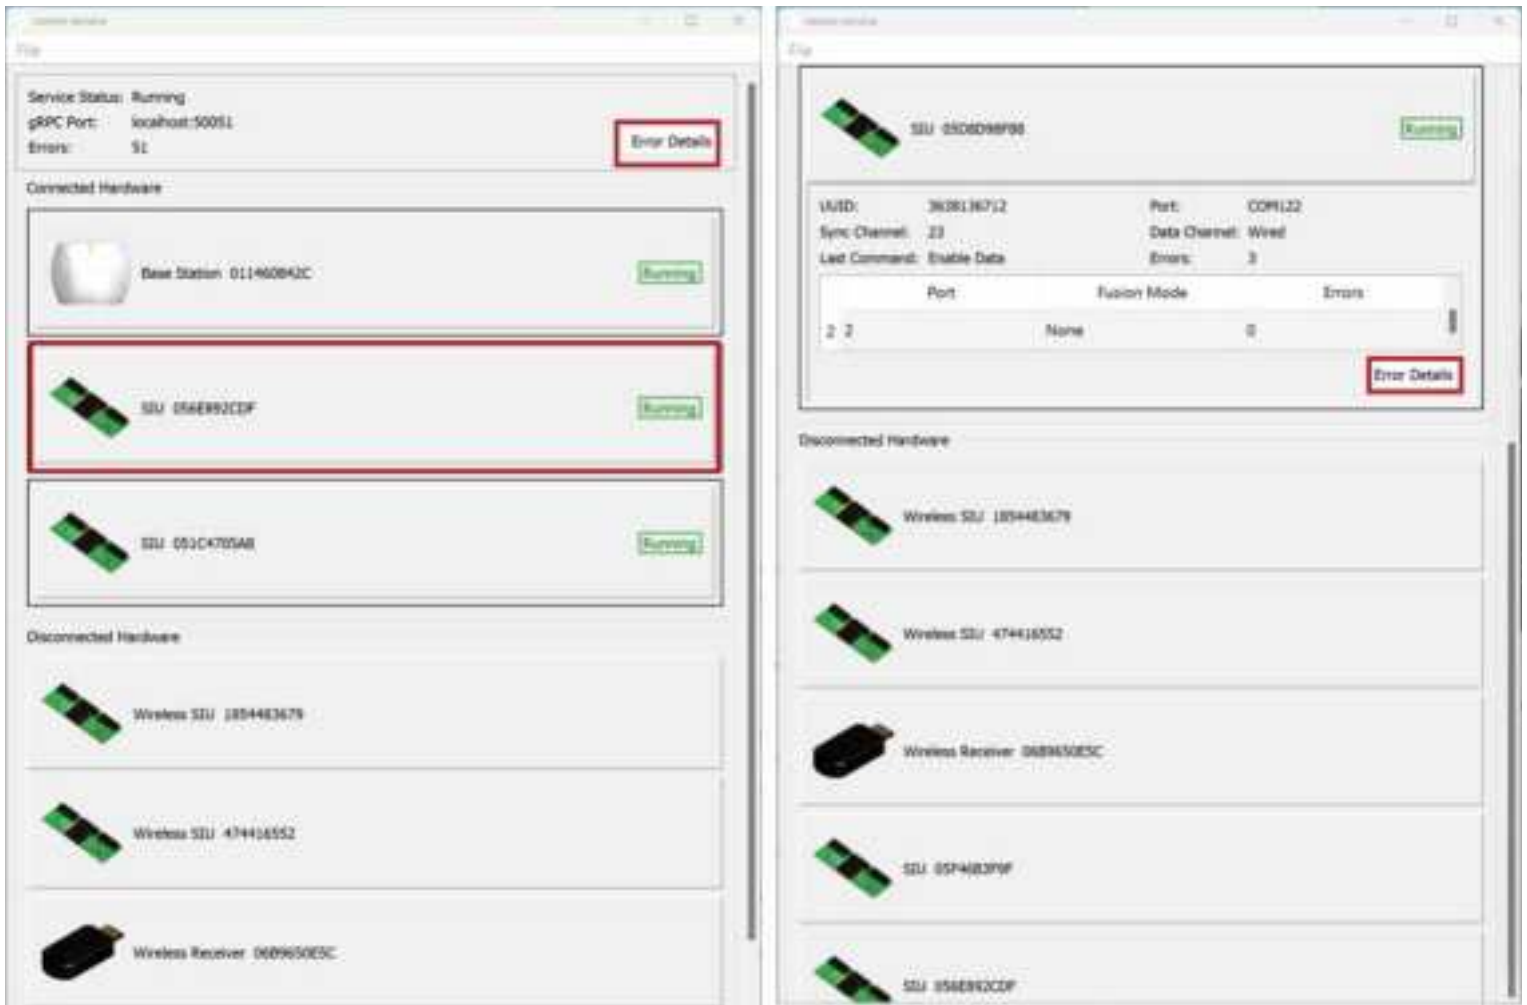 File
Service Status: Running
gRPC Port: localhost:50051
Errors: 51
Error Details
Connected Hardware
Base Station 011460842C
Running
SIU 056E892CDF
Running
SIU 051C4705AB
Running
Disconnected Hardware
Wireless SIU 1854483679
Wireless SIU 474416552
Wireless Receiver 06B9650E5C
File
SIU 05D8D98F88
Running
UUID: 3638136712 Port: COM122
Sync Channel: 23 Data Channel: Wired
Last Command: Enable Data Errors: 3
Port Fusion Mode Errors
2 2 None 0
Error Details
Disconnected Hardware
Wireless SIU 1854483679
Wireless SIU 474416552
Wireless Receiver 06B9650E5C
SIU 05F46B3F9F
SIU 056E892CDF